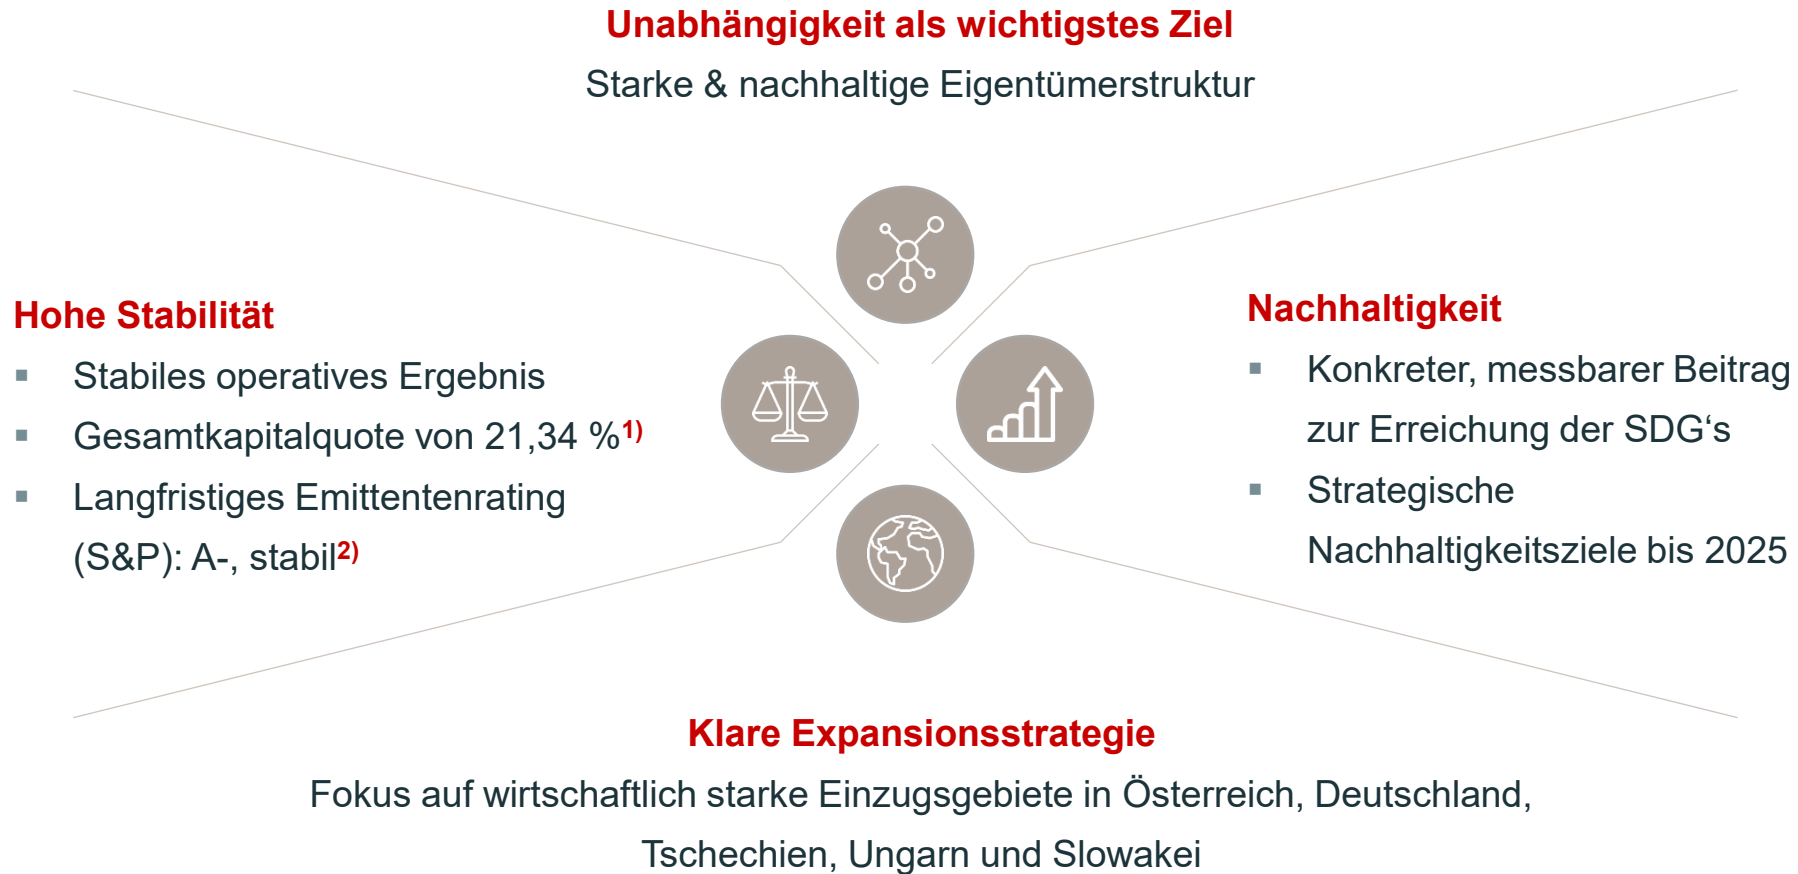 Unabhängigkeit als wichtigstes Ziel
Starke & nachhaltige Eigentümerstruktur
Hohe Stabilität
▪ Stabiles operatives Ergebnis
▪ Gesamtkapitalquote von 21,34 %1)
▪ Langfristiges Emittentenrating
(S&P): A-, stabil2)
Nachhaltigkeit
▪ Konkreter, messbarer Beitrag
zur Erreichung der SDG‘s
▪ Strategische
Nachhaltigkeitsziele bis 2025
Klare Expansionsstrategie
Fokus auf wirtschaftlich starke Einzugsgebiete in Österreich, Deutschland,
Tschechien, Ungarn und Slowakei